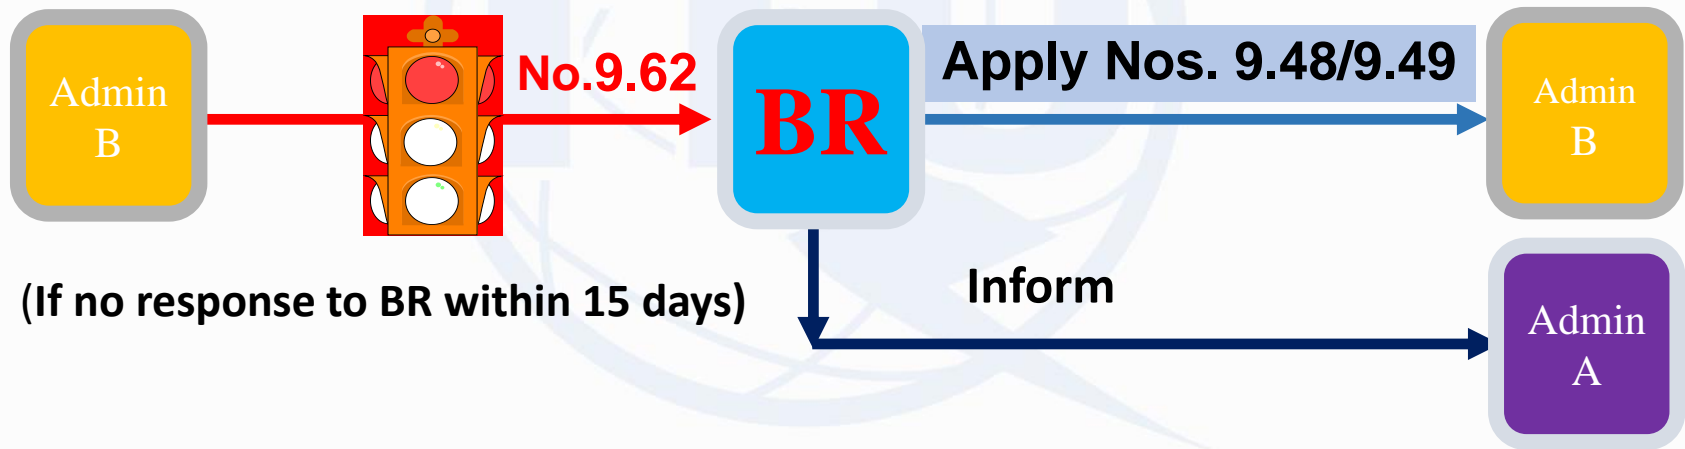 Admin
B
No.9.62
BR
Apply Nos. 9.48/9.49
Admin
B
(If no response to BR within 15 days)
Inform
Admin
A